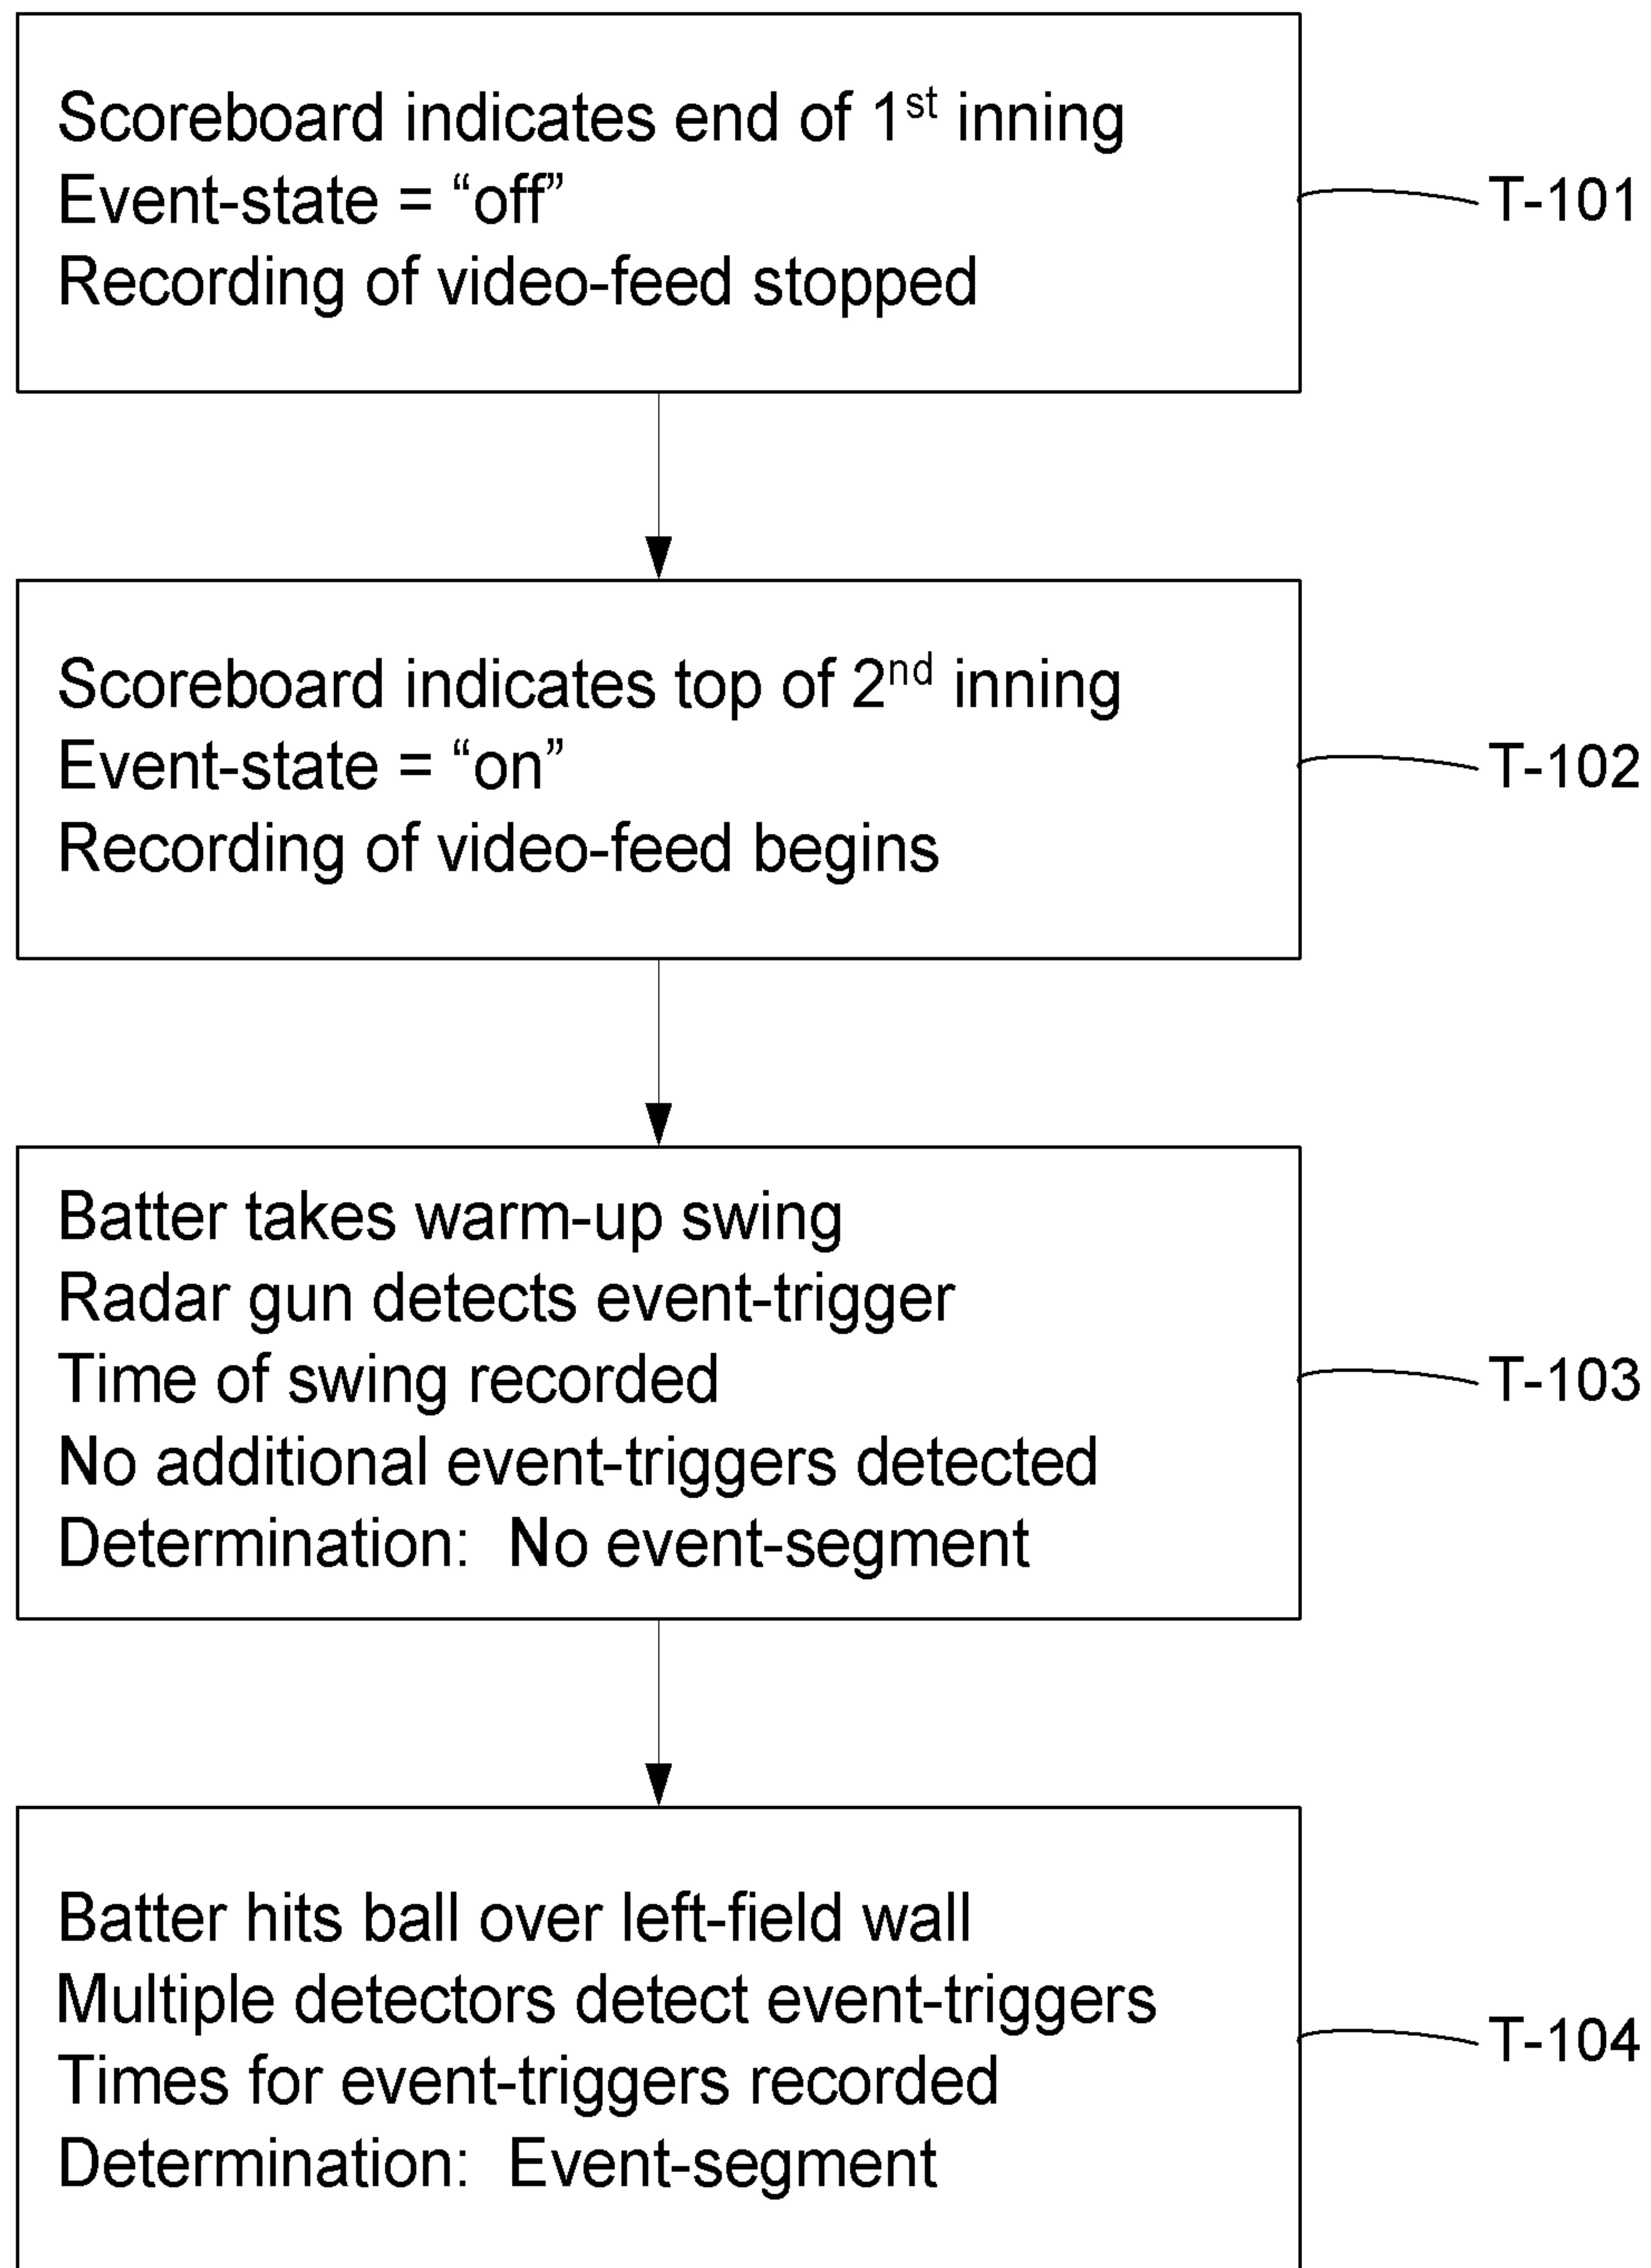 Scoreboard indicates end of 1st inning
Event-state = “off”
Recording of video-feed stopped
T-101
Scoreboard indicates top of 2nd inning
Event-state = “on”
Recording of video-feed begins
T-102
Batter takes warm-up swing
Radar gun detects event-trigger
Time of swing recorded
No additional event-triggers detected
Determination:  No event-segment
T-103
Batter hits ball over left-field wall
Multiple detectors detect event-triggers
Times for event-triggers recorded
Determination:  Event-segment
T-104